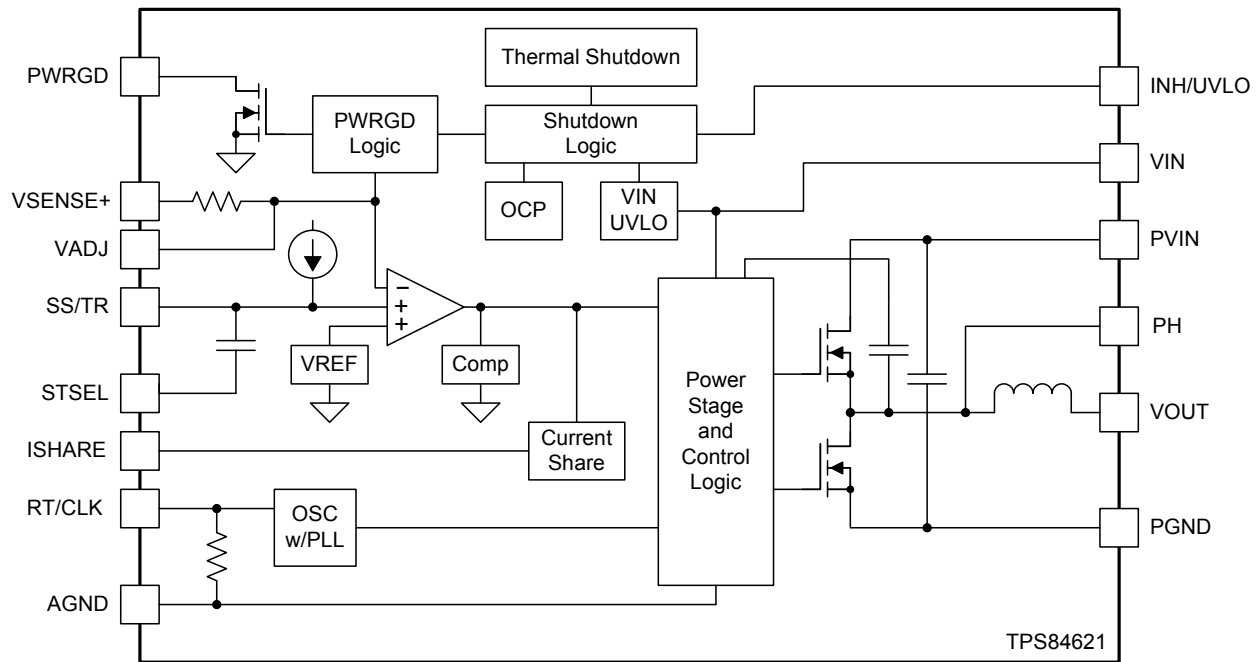 PWRGD
VSENSE+
VADJ
SS/TR
STSEL
ISHARE
RT/CLK
AGND
Thermal Shutdown
PWRGD
Logic
Shutdown
Logic
OCP
VIN
UVLO
−
+
+
VREF
Comp
Current
Share
OSC
w/PLL
Power
Stage
and
Control
Logic
INH/UVLO
VIN
PVIN
PH
VOUT
PGND
TPS84621